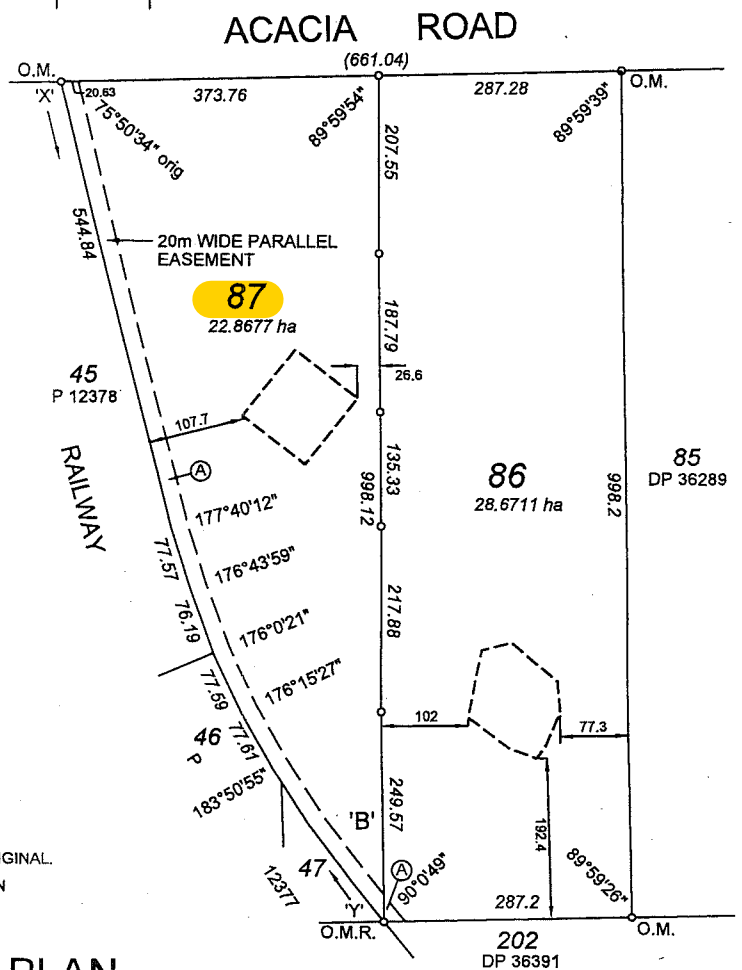 ACACIA ROAD
(661.04)
O.M.
'X'
20.63
373.76
287.28
O.M.
75°50'34" orig
89°59'54"
89°59'39"
207.55
544.84
20m WIDE PARALLEL
EASEMENT
87
22.8677 ha
187.79
26.6
45
P 12378
107.7
RAILWAY
A
135.33
998.12
86
28.6711 ha
998.2
85
DP 36289
177°40'12"
77.57
176°43'59"
76.19
217.88
176°0'21"
77.59
176°15'27"
46
P
77.61
102
77.3
183°50'55"
249.57
'B'
192.4
GINAL.
N
47
12377
'Y'
A
90°0'49"
89°59'26"
287.2
O.M.R.
O.M.
202
DP 36391
PLAN